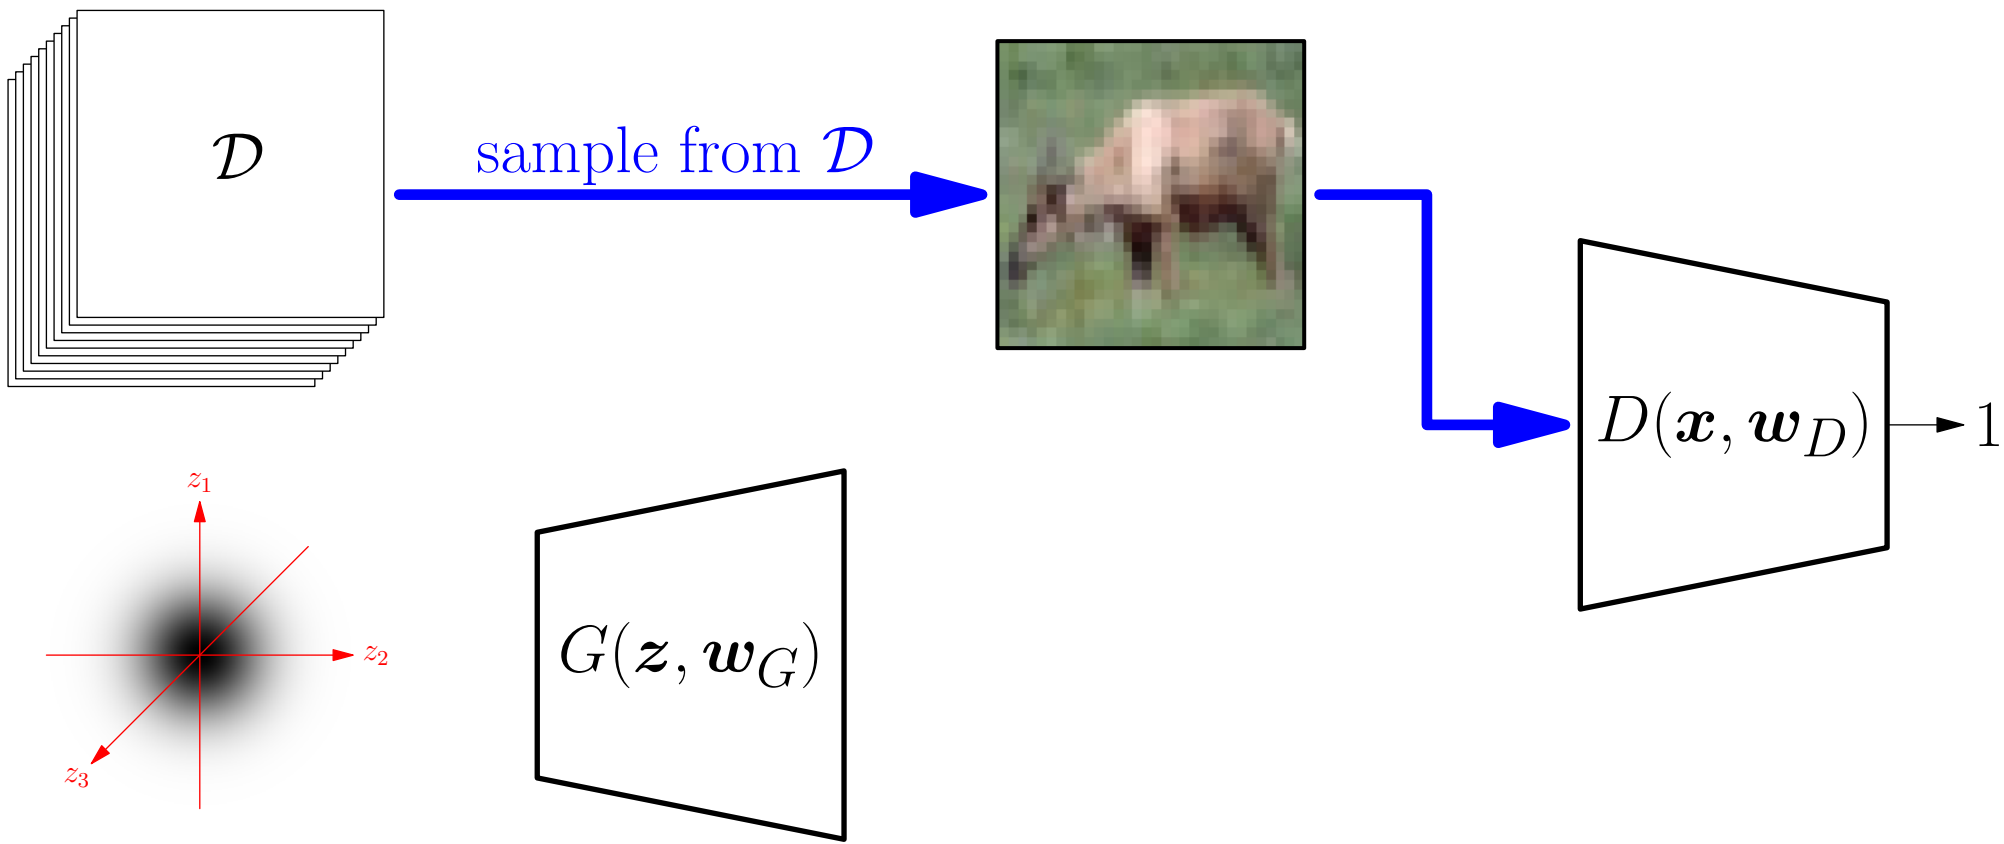 𝒟
sample from 𝒟
D(x, w_D)
1
z_1
z_2
z_3
G(z, w_G)